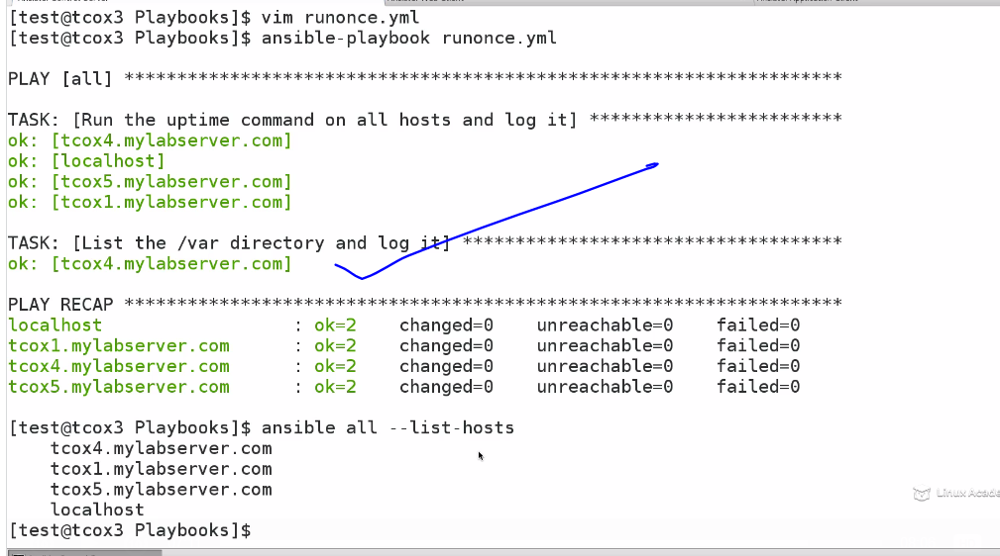 [test@tcox3 Playbooks]$ vim runonce.yml
[test@tcox3 Playbooks]$ ansible-playbook runonce.yml
PLAY [all] ********************************************************************
TASK: [Run the uptime command on all hosts and log it] ************************
ok: [tcox4.mylabserver.com]
ok: [localhost]
ok: [tcox5.mylabserver.com]
ok: [tcox1.mylabserver.com]
TASK: [List the /var directory and log it] ************************************
ok: [tcox4.mylabserver.com]
PLAY RECAP ********************************************************************
localhost                  : ok=2    changed=0    unreachable=0    failed=0
tcox1.mylabserver.com      : ok=2    changed=0    unreachable=0    failed=0
tcox4.mylabserver.com      : ok=2    changed=0    unreachable=0    failed=0
tcox5.mylabserver.com      : ok=2    changed=0    unreachable=0    failed=0
[test@tcox3 Playbooks]$ ansible all --list-hosts
    tcox4.mylabserver.com
    tcox1.mylabserver.com
    tcox5.mylabserver.com
    localhost
Linux Acade
[test@tcox3 Playbooks]$